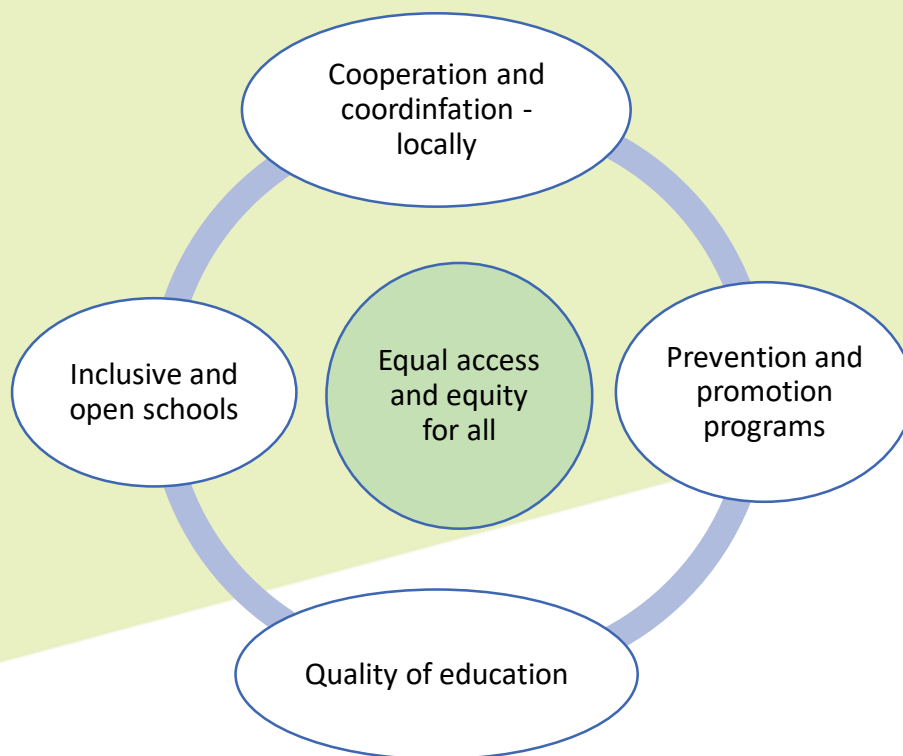 Cooperation and
coordinfation -
locally
Inclusive and
open schools
Equal access
and equity
for all
Prevention and
promotion
programs
Quality of education